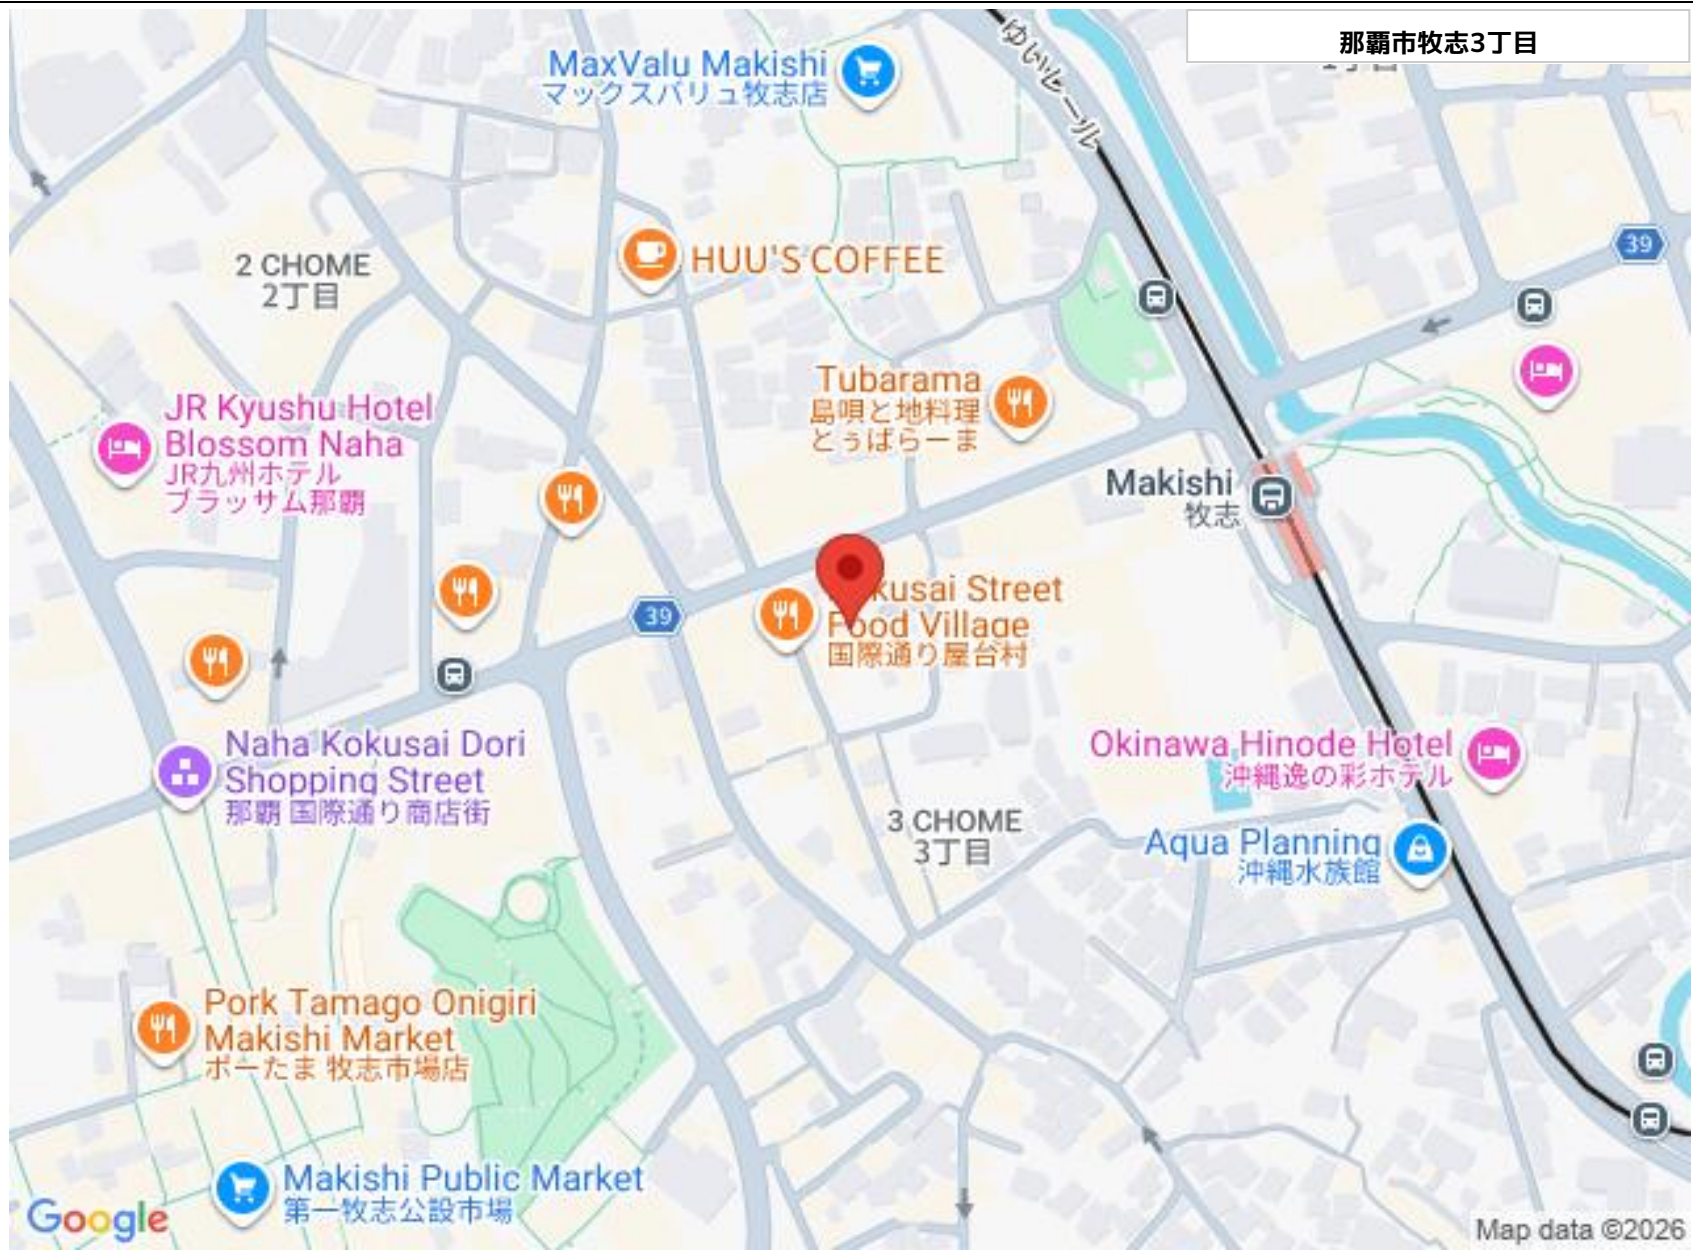 那覇市牧志3丁目
ゆいレール
MaxValu Makishi
マックスバリュ牧志店
39
2 CHOME
2丁目
HUU'S COFFEE
Tubarama
島唄と地料理
とぅばらーま
JR Kyushu Hotel
Blossom Naha
JR九州ホテル
ブラッサム那覇
Makishi
牧志
kusai Street
Food Village
国際通り屋台村
39
Naha Kokusai Dori
Shopping Street
那覇 国際通り商店街
Okinawa Hinode Hotel
沖縄逸の彩ホテル
3 CHOME
3丁目
Aqua Planning
沖縄水族館
Pork Tamago Onigiri
Makishi Market
ポーたま 牧志市場店
Makishi Public Market
第一牧志公設市場
Google
Map data ©2026